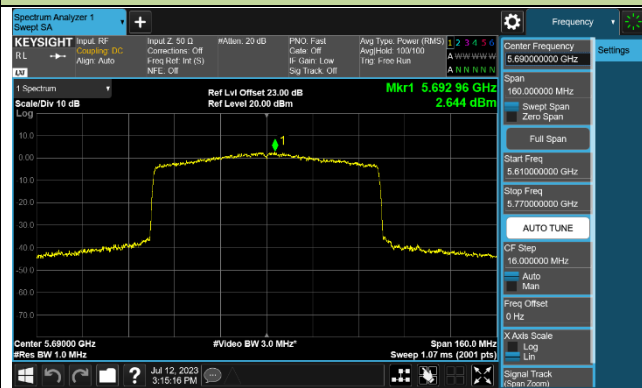 Spectrum Analyzer 1
Swept SA
Frequency
KEYSIGHT
RL
LXI
Input: RF
Coupling: DC
Align: Auto
Input Z: 50 Ω
Corrections: Off
Freq Ref: Int (S)
NFE: Off
#Atten: 20 dB
PNO: Fast
Gate: Off
IF Gain: Low
Sig Track: Off
Avg Type: Power (RMS)
Avg|Hold: 100/100
Trig: Free Run
1 2 3 4 5 6
A W W W W W
A N N N N N
1 Spectrum
Scale/Div 10 dB
Log
Ref Lvl Offset 23.00 dB
Ref Level 20.00 dBm
Mkr1 5.692 96 GHz
2.644 dBm
10.0
0.00
-10.0
-20.0
-30.0
-40.0
-50.0
-60.0
-70.0
1
Center 5.69000 GHz
#Res BW 1.0 MHz
#Video BW 3.0 MHz*
Span 160.0 MHz
Sweep 1.07 ms (2001 pts)
Center Frequency
5.690000000 GHz
Settings
Span
160.000000 MHz
Swept Span
Zero Span
Full Span
Start Freq
5.610000000 GHz
Stop Freq
5.770000000 GHz
AUTO TUNE
CF Step
16.000000 MHz
Auto
Man
Freq Offset
0 Hz
X Axis Scale
Log
Lin
Signal Track
(Span Zoom)
Jul 12, 2023
3:15:16 PM